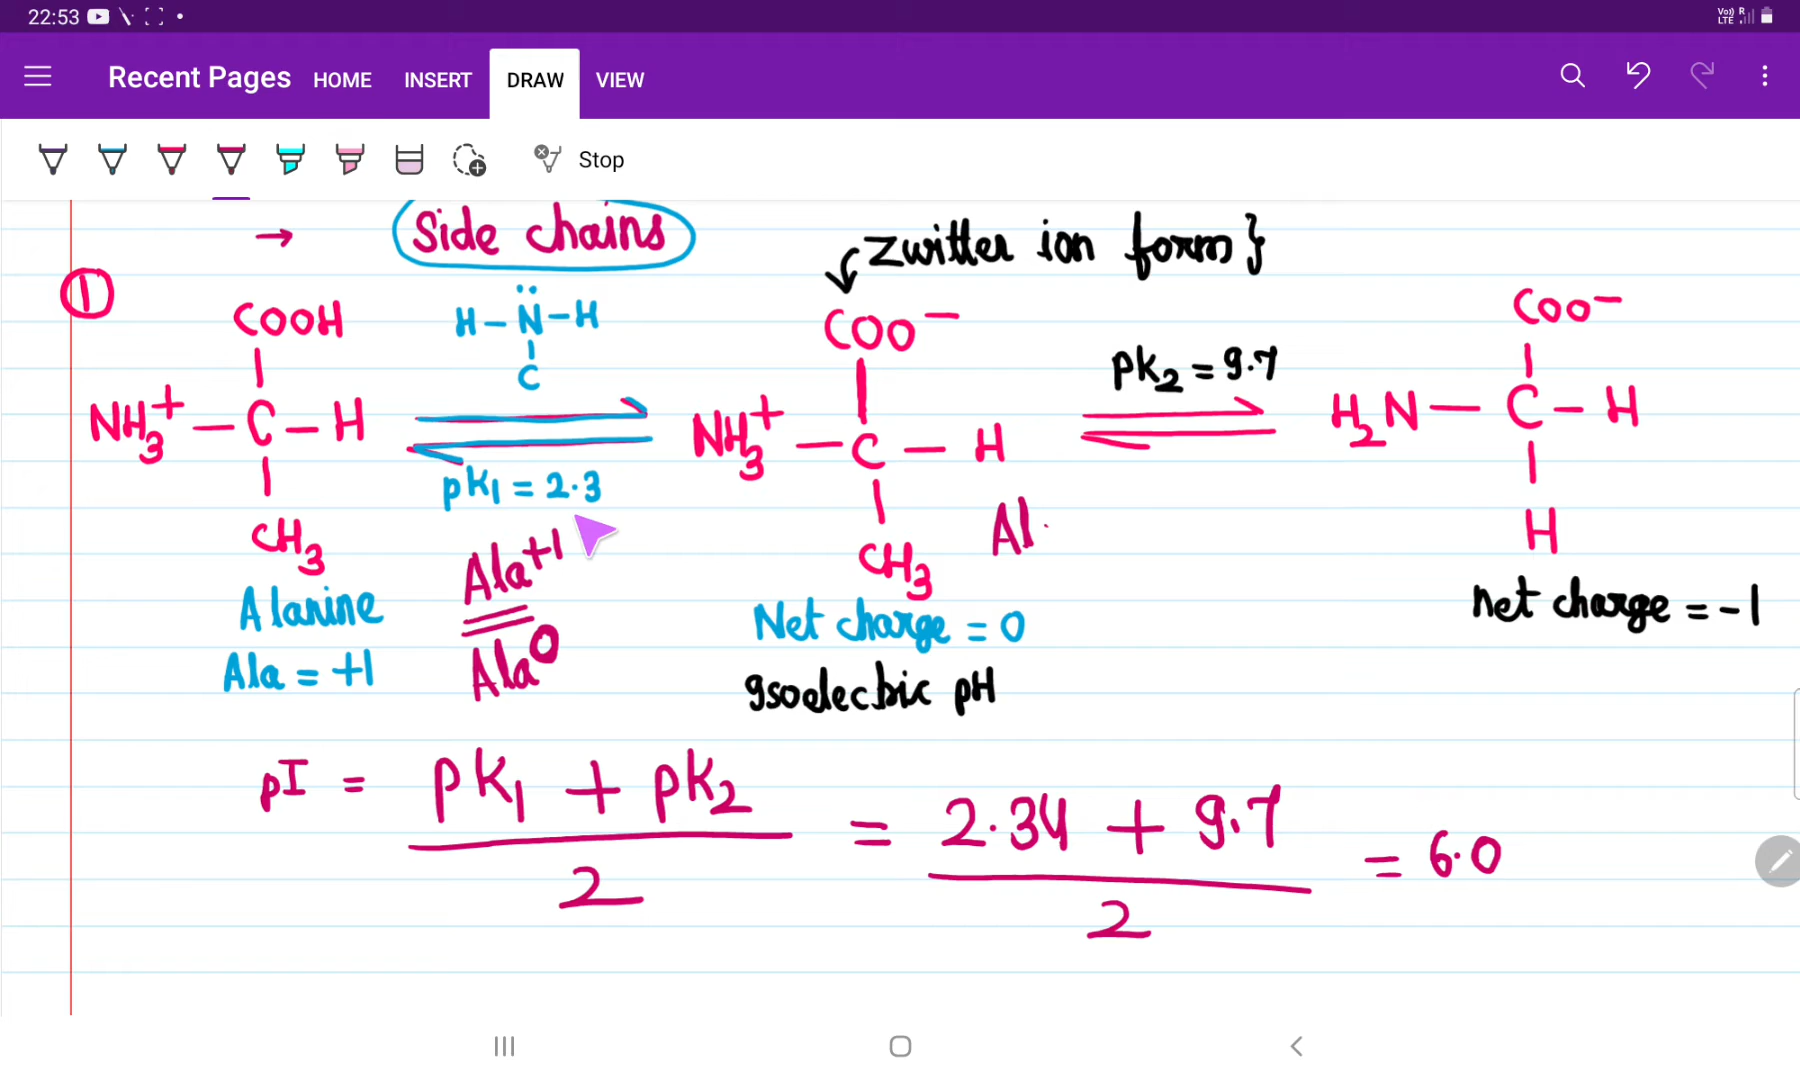 22:53
Vo)) R
LTE
Recent Pages HOME INSERT DRAW VIEW
Stop
→ Side chains
zwitter ion form}
①
COOH
H–N̈–H
C
COO⁻
pK₂ = 9.7
COO⁻
NH₃⁺ – C – H
pK₁ = 2.3
NH₃⁺ – C – H
H₂N – C – H
CH₃
CH₃
H
Al
Alanine
Ala = +1
Ala⁺¹
Ala⁰
Net charge = 0
Isoelectric pH
net charge = -1
pI = pK₁ + pK₂ / 2 = 2.34 + 9.7 / 2 = 6.0